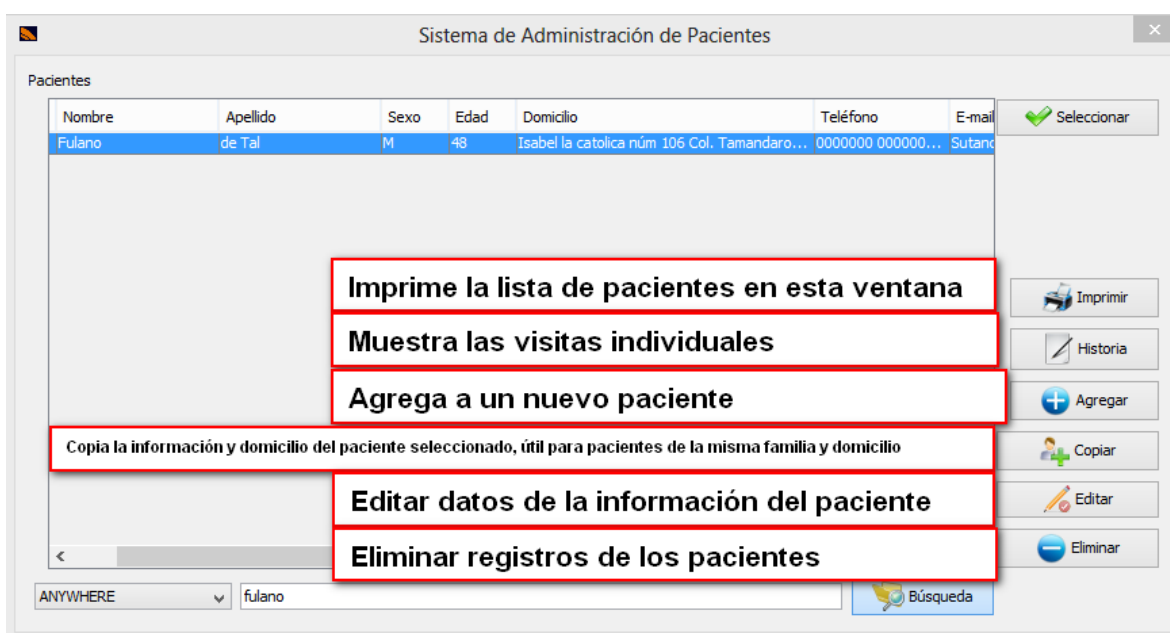 Sistema de Administración de Pacientes
Pacientes
Nombre Apellido Sexo Edad Domicilio Teléfono E-mail
Seleccionar
Fulano de Tal M 48 Isabel la catolica núm 106 Col. Tamandaro... 0000000 000000... Sutano
Imprime la lista de pacientes en esta ventana
Imprimir
Muestra las visitas individuales
Historia
Agrega a un nuevo paciente
Agregar
Copia la información y domicilio del paciente seleccionado, útil para pacientes de la misma familia y domicilio
Copiar
Editar datos de la información del paciente
Editar
Eliminar registros de los pacientes
Eliminar
ANYWHERE fulano Búsqueda